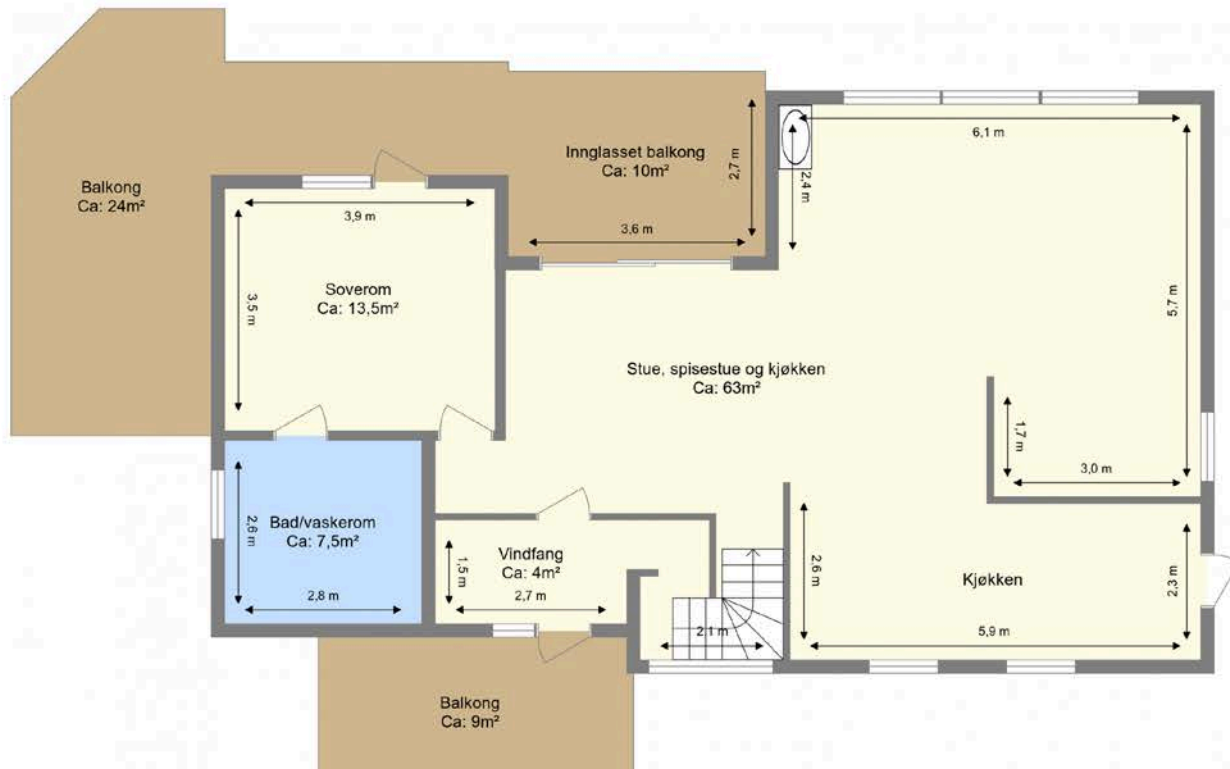 Innglasset balkong
Ca: 10m²
2,7 m
3,6 m
6,1 m
2,4 m
5,7 m
Balkong
Ca: 24m²
3,9 m
Soverom
Ca: 13,5m²
3,5 m
Stue, spisestue og kjøkken
Ca: 63m²
1,7 m
3,0 m
Bad/vaskerom
Ca: 7,5m²
2,6 m
2,8 m
Vindfang
Ca: 4m²
1,5 m
2,7 m
2,1 m
2,6 m
Kjøkken
2,3 m
5,9 m
Balkong
Ca: 9m²